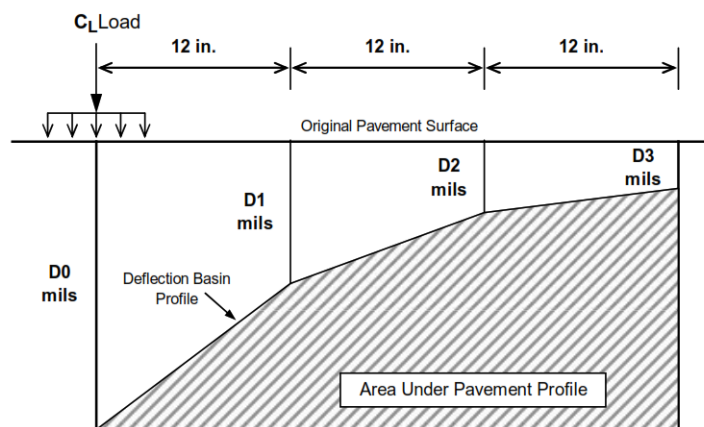 CLLoad
12 in.
12 in.
12 in.
Original Pavement Surface
D0
mils
D1
mils
D2
mils
D3
mils
Deflection Basin
Profile
Area Under Pavement Profile